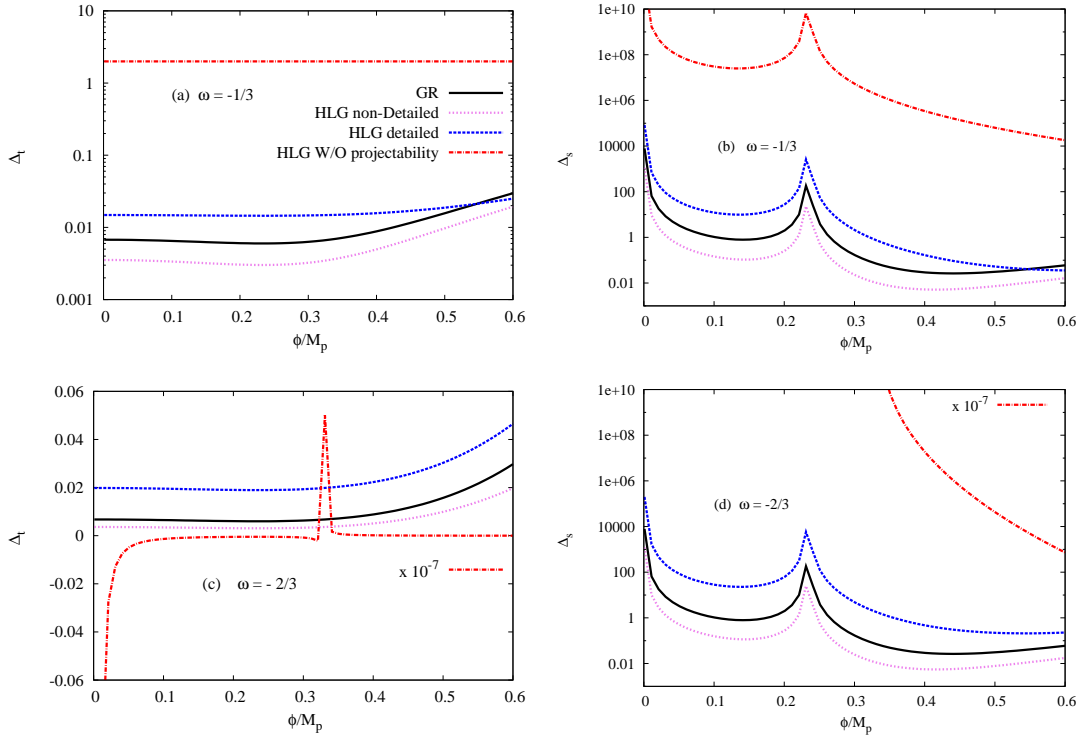 10
1
0.1
0.01
0.001
Δt
(a) ω = -1/3
GR
HLG non-Detailed
HLG detailed
HLG W/O projectability
0 0.1 0.2 0.3 0.4 0.5 0.6
ϕ/Mp
1e+10
1e+08
1e+06
10000
100
1
0.01
Δs
(b) ω = -1/3
0 0.1 0.2 0.3 0.4 0.5 0.6
ϕ/Mp
0.06
0.04
0.02
0
-0.02
-0.04
-0.06
Δt
x 10^-7
(c) ω = - 2/3
0 0.1 0.2 0.3 0.4 0.5 0.6
ϕ/Mp
1e+10
1e+08
1e+06
10000
100
1
0.01
Δs
x 10^-7
(d) ω = -2/3
0 0.1 0.2 0.3 0.4 0.5 0.6
ϕ/Mp